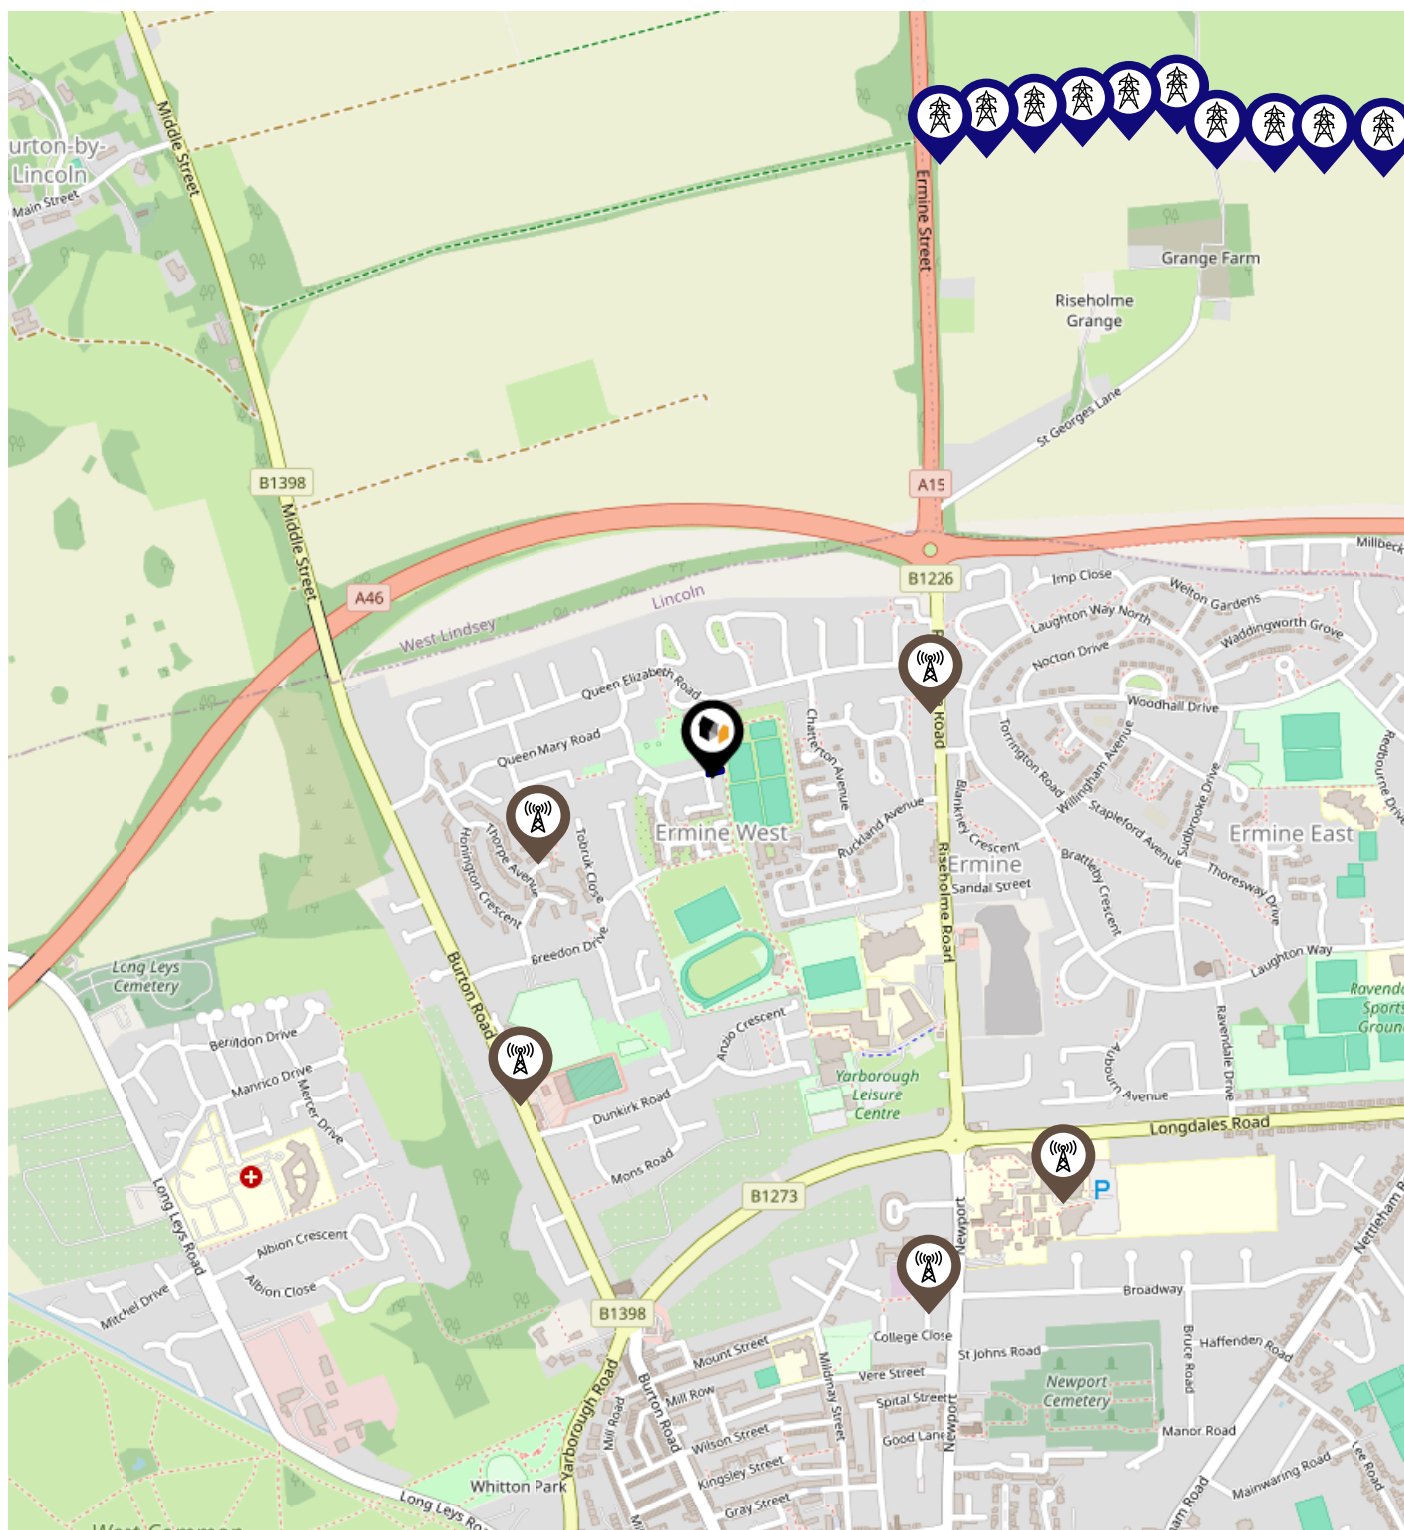 Middle Street
urton-by-
Lincoln
Main Street
Ermine Street
Grange Farm
Riseholme
Grange
St Georges Lane
B1398
A15
Middle Street
Millbeck
A46
B1226
Imp Close
Welton Gardens
Lincoln
West Lindsey
Laughton Way North
Waddingworth Grove
Nocton Drive
Queen Elizabeth Road
Woodhall Drive
Road
Queen Mary Road
Chatterton Avenue
Torrington Road
Willingham Avenue
Redbourne Drive
Blankney Crescent
Stapleford Avenue
Sudbrooke Drive
Ermine West
Ermine East
Ruckland Avenue
Honington Crescent
Thorpe Avenue
Tobruk Close
Ermine
Sandal Street
Brattleby Crescent
Thoresway Drive
Riseholme Road
Breedon Drive
Burton Road
Long Leys
Cemetery
Laughton Way
Ravenda
Sports
Groun
Ravendale Drive
Anzio Crescent
Manrico Drive
Mercer Drive
Yarborough
Leisure
Centre
Aubourn Avenue
Dunkirk Road
Longdales Road
Mons Road
B1273
P
Long Leys Road
Newport
Nettleham R
Albion Crescent
Albion Close
Mitchel Drive
Broadway
B1398
College Close
Mount Street
St Johns Road
Bruce Road
Haffenden Road
Vere Street
Mill Row
Mildmay Street
Newport
Cemetery
Spital Street
Burton Road
Mill Road
Yarborough Road
Wilson Street
Good Lane
Newport
Manor Road
Kingsley Street
Lee Road
Whitton Park
Mainwaring Road
Gray Street
Long Leys Roa
West Common
am Road